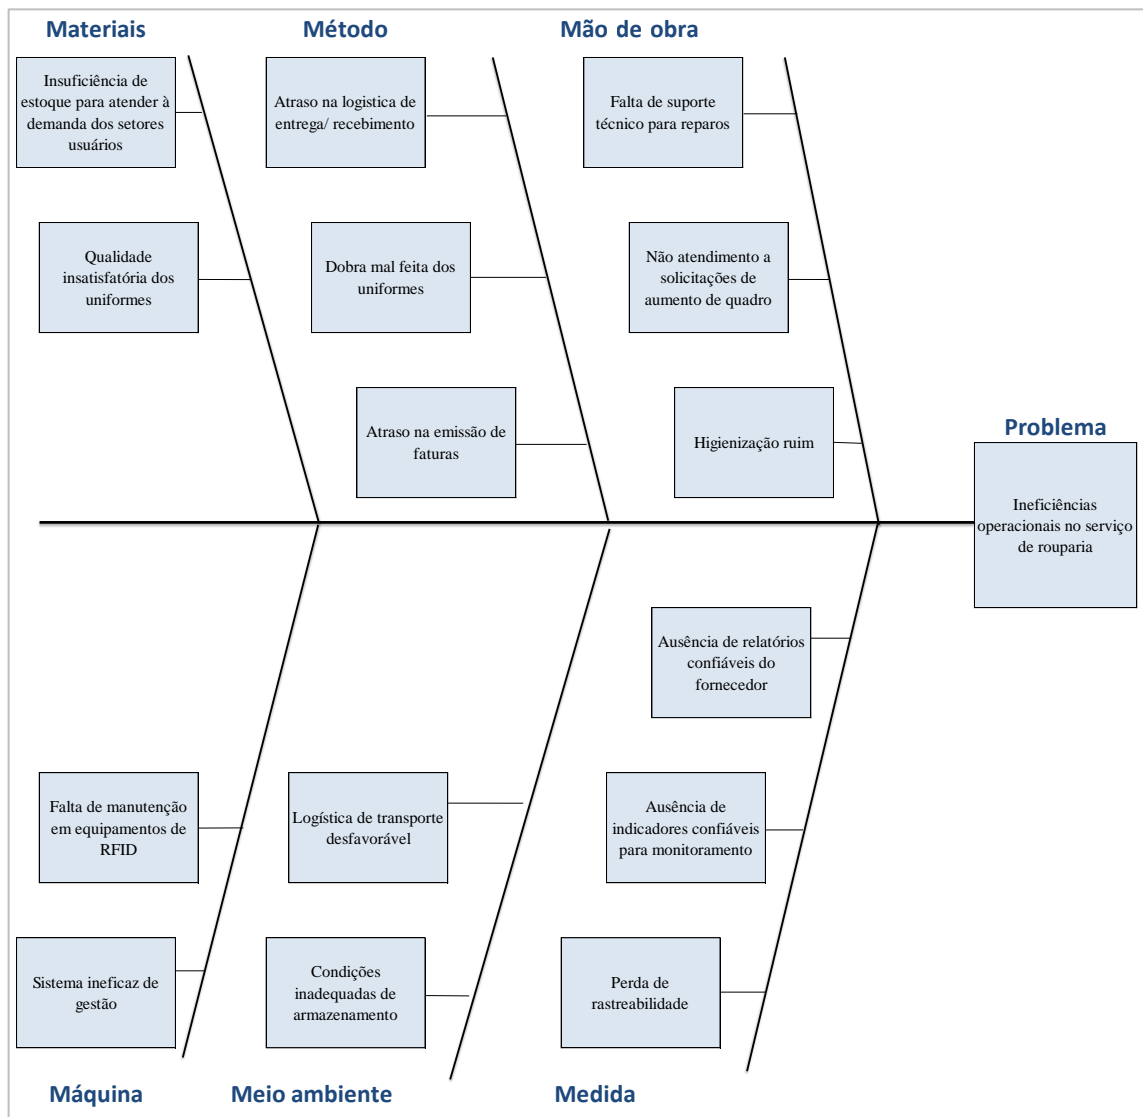 Materiais
Método
Mão de obra
Insuficiência de
estoque para atender à
demanda dos setores
usuários
Atraso na logistica de
entrega/ recebimento
Falta de suporte
técnico para reparos
Qualidade
insatisfatória dos
uniformes
Dobra mal feita dos
uniformes
Não atendimento a
solicitações de
aumento de quadro
Atraso na emissão de
faturas
Higienização ruim
Problema
Ineficiências
operacionais no serviço
de rouparia
Ausência de relatórios
confiáveis do
fornecedor
Falta de manutenção
em equipamentos de
RFID
Logística de transporte
desfavorável
Ausência de
indicadores confiáveis
para monitoramento
Sistema ineficaz de
gestão
Condições
inadequadas de
armazenamento
Perda de
rastreabilidade
Máquina
Meio ambiente
Medida